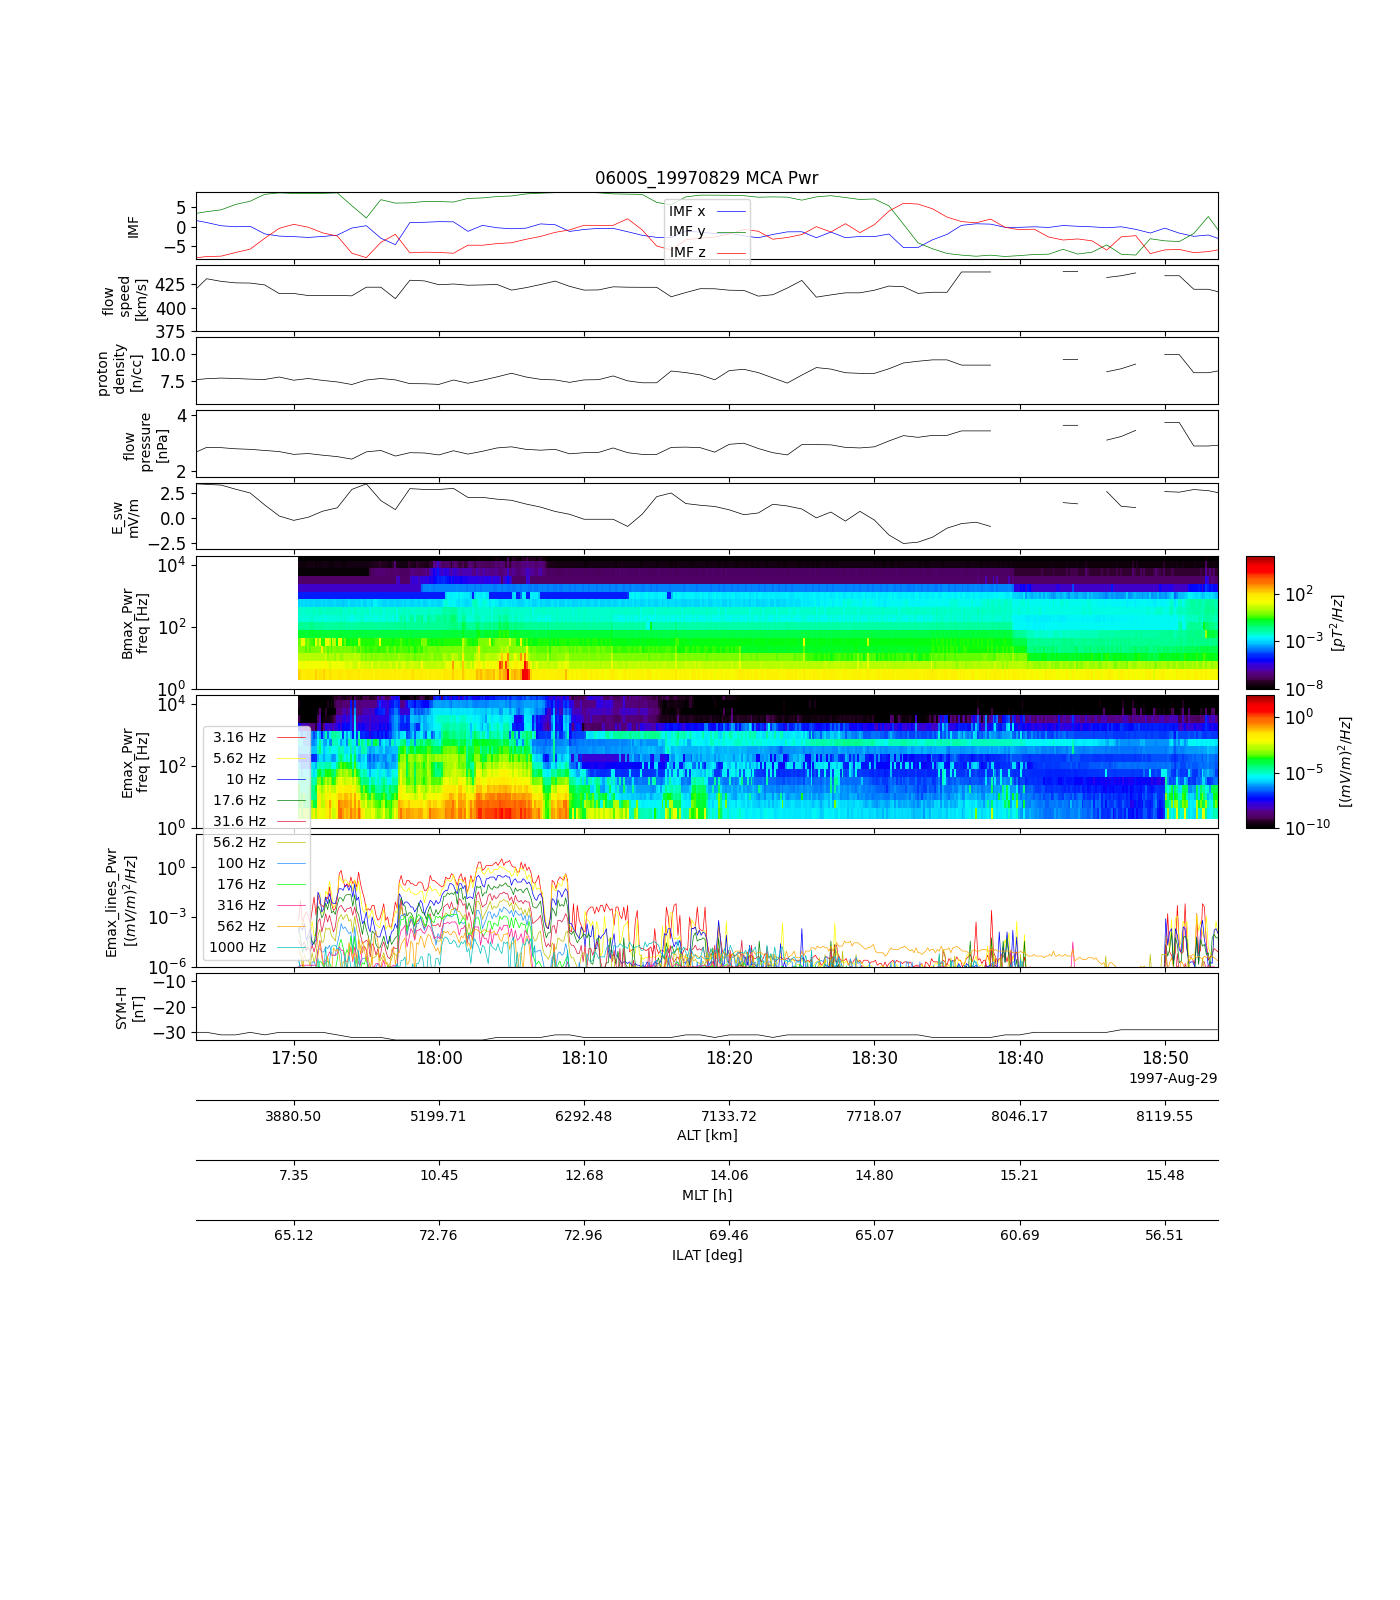 0600S_19970829 MCA Pwr
IMF
5
0
−5
IMF x
IMF y
IMF z
flow
speed
[km/s]
425
400
375
proton
density
[n/cc]
10.0
7.5
flow
pressure
[nPa]
4
2
E_sw
mV/m
2.5
0.0
−2.5
Bmax_Pwr
freq [Hz]
10^4
10^2
10^0
10^2
10^−3
10^−8
[pT^2/Hz]
Emax_Pwr
freq [Hz]
10^4
10^2
10^0
10^0
10^−5
10^−10
[(mV/m)^2/Hz]
3.16 Hz
5.62 Hz
10 Hz
17.6 Hz
31.6 Hz
56.2 Hz
100 Hz
176 Hz
316 Hz
562 Hz
1000 Hz
Emax_lines_Pwr
[(mV/m)^2/Hz]
10^0
10^−3
10^−6
SYM-H
[nT]
−10
−20
−30
17:50 18:00 18:10 18:20 18:30 18:40 18:50
1997-Aug-29
3880.50 5199.71 6292.48 7133.72 7718.07 8046.17 8119.55
ALT [km]
7.35 10.45 12.68 14.06 14.80 15.21 15.48
MLT [h]
65.12 72.76 72.96 69.46 65.07 60.69 56.51
ILAT [deg]